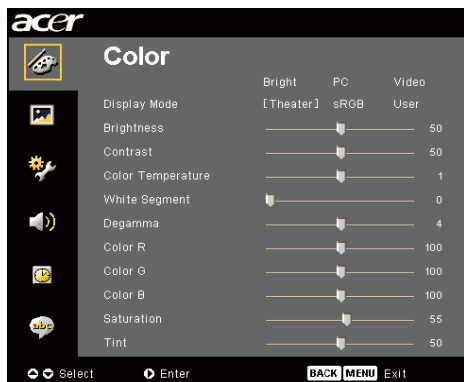 acer
Color
Bright PC Video
Display Mode [Theater] sRGB User
Brightness 50
Contrast 50
Color Temperature 1
White Segment 0
Degamma 4
Color R 100
Color G 100
Color B 100
abc
Saturation 55
Tint 50
Select Enter BACK MENU Exit